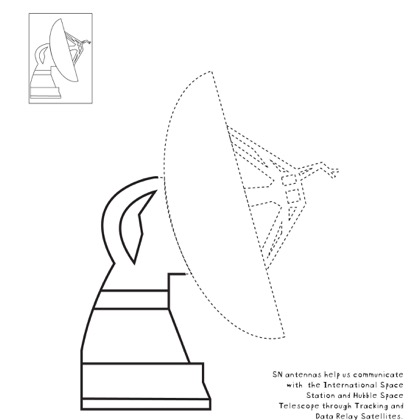 SN antennas help us communicate
with the International Space
Station and Hubble Space
Telescope through Tracking and
Data Relay Satellites.